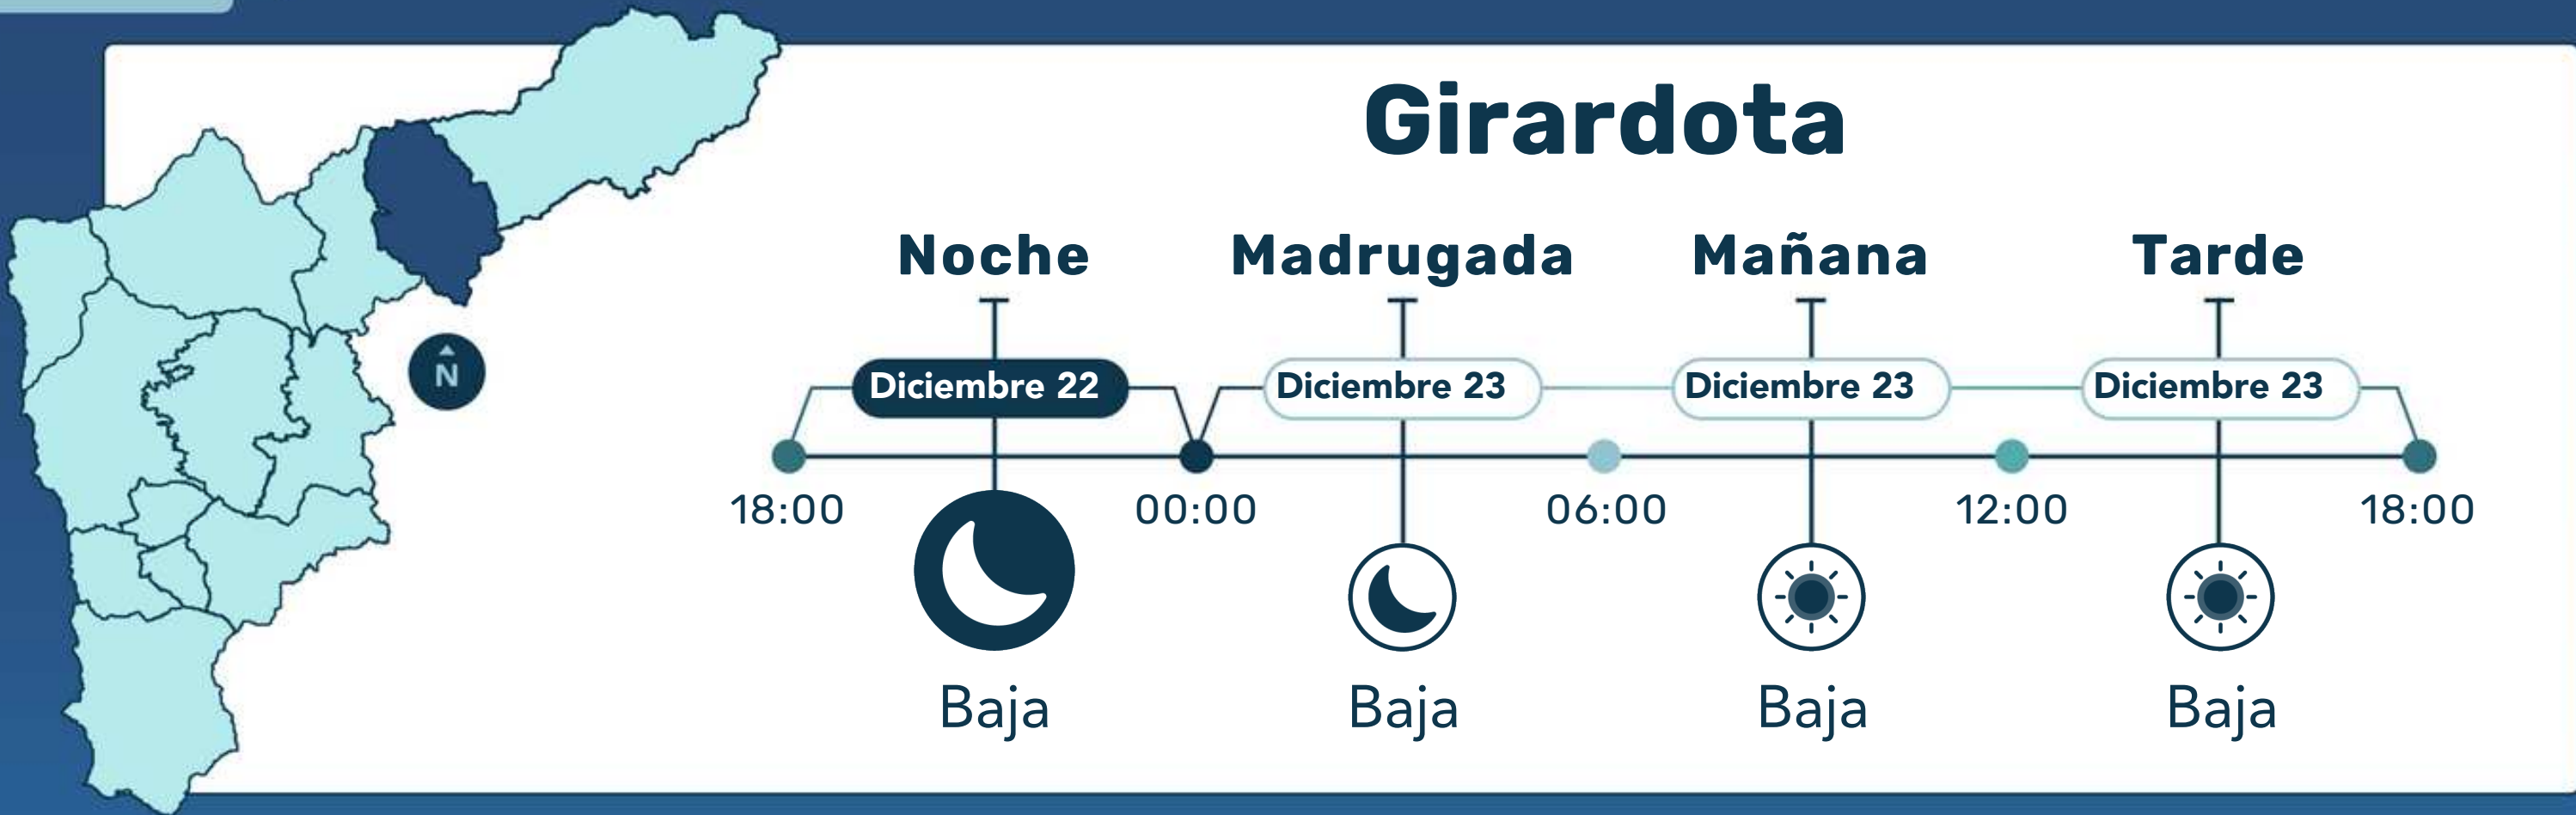 Girardota
Noche Madrugada Mañana Tarde
N
Diciembre 22 Diciembre 23 Diciembre 23 Diciembre 23
18:00 00:00 06:00 12:00 18:00
Baja Baja Baja Baja